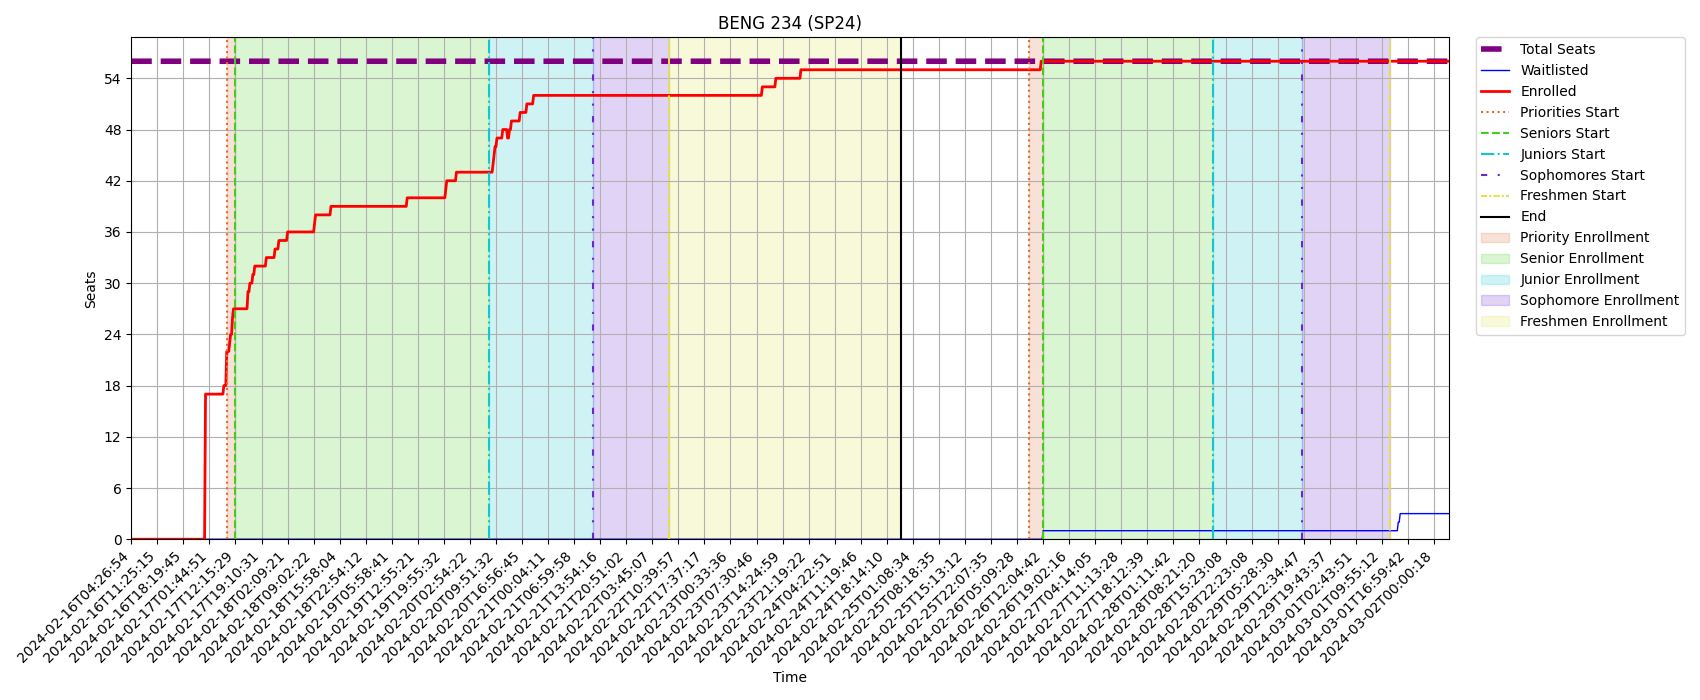 BENG 234 (SP24)
Seats
54
48
42
36
30
24
18
12
6
0
2024-02-16T04:26:54
2024-02-16T11:25:15
2024-02-16T18:19:45
2024-02-17T01:44:51
2024-02-17T12:15:29
2024-02-17T19:10:31
2024-02-18T02:09:21
2024-02-18T09:02:22
2024-02-18T15:58:04
2024-02-18T22:54:12
2024-02-19T05:58:41
2024-02-19T12:55:21
2024-02-19T19:55:32
2024-02-20T02:54:22
2024-02-20T09:51:32
2024-02-20T16:56:45
2024-02-21T00:04:11
2024-02-21T06:59:58
2024-02-21T13:54:16
2024-02-21T20:51:02
2024-02-22T03:45:07
2024-02-22T10:39:57
2024-02-22T17:37:17
2024-02-23T00:33:36
2024-02-23T07:30:46
2024-02-23T14:24:59
2024-02-23T21:19:22
2024-02-24T04:22:51
2024-02-24T11:19:46
2024-02-24T18:14:10
2024-02-25T01:08:34
2024-02-25T08:18:35
2024-02-25T15:13:12
2024-02-25T22:07:35
2024-02-26T05:09:28
2024-02-26T12:04:42
2024-02-26T19:02:16
2024-02-27T04:14:05
2024-02-27T11:13:28
2024-02-27T18:12:39
2024-02-28T01:11:42
2024-02-28T08:21:20
2024-02-28T15:23:08
2024-02-28T22:23:08
2024-02-29T05:28:30
2024-02-29T12:34:47
2024-02-29T19:43:37
2024-03-01T02:43:51
2024-03-01T09:55:12
2024-03-01T16:59:42
2024-03-02T00:00:18
Time
Total Seats
Waitlisted
Enrolled
Priorities Start
Seniors Start
Juniors Start
Sophomores Start
Freshmen Start
End
Priority Enrollment
Senior Enrollment
Junior Enrollment
Sophomore Enrollment
Freshmen Enrollment